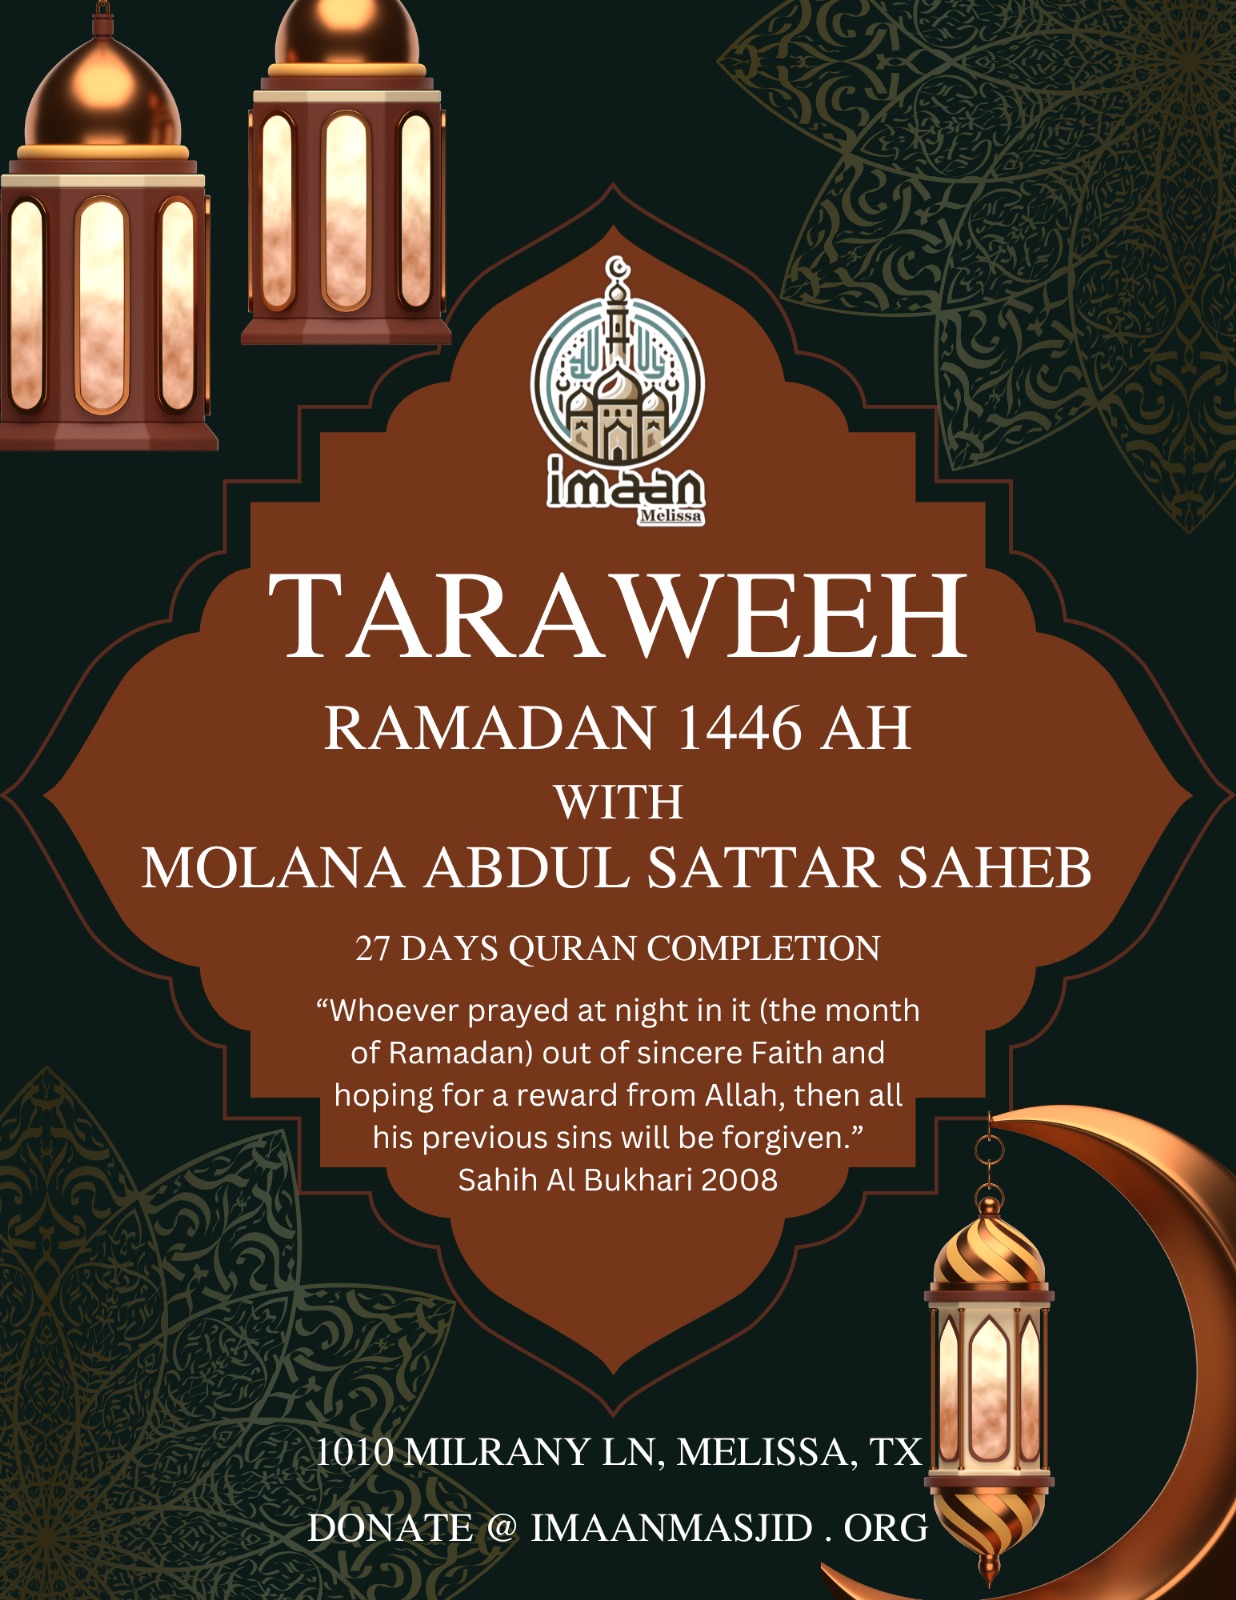 imaan
Melissa
TARAWEEH
RAMADAN 1446 AH
WITH
MOLANA ABDUL SATTAR SAHEB
27 DAYS QURAN COMPLETION
“Whoever prayed at night in it (the month
of Ramadan) out of sincere Faith and
hoping for a reward from Allah, then all
his previous sins will be forgiven.”
Sahih Al Bukhari 2008
1010 MILRANY LN, MELISSA, TX
DONATE @ IMAANMASJID . ORG